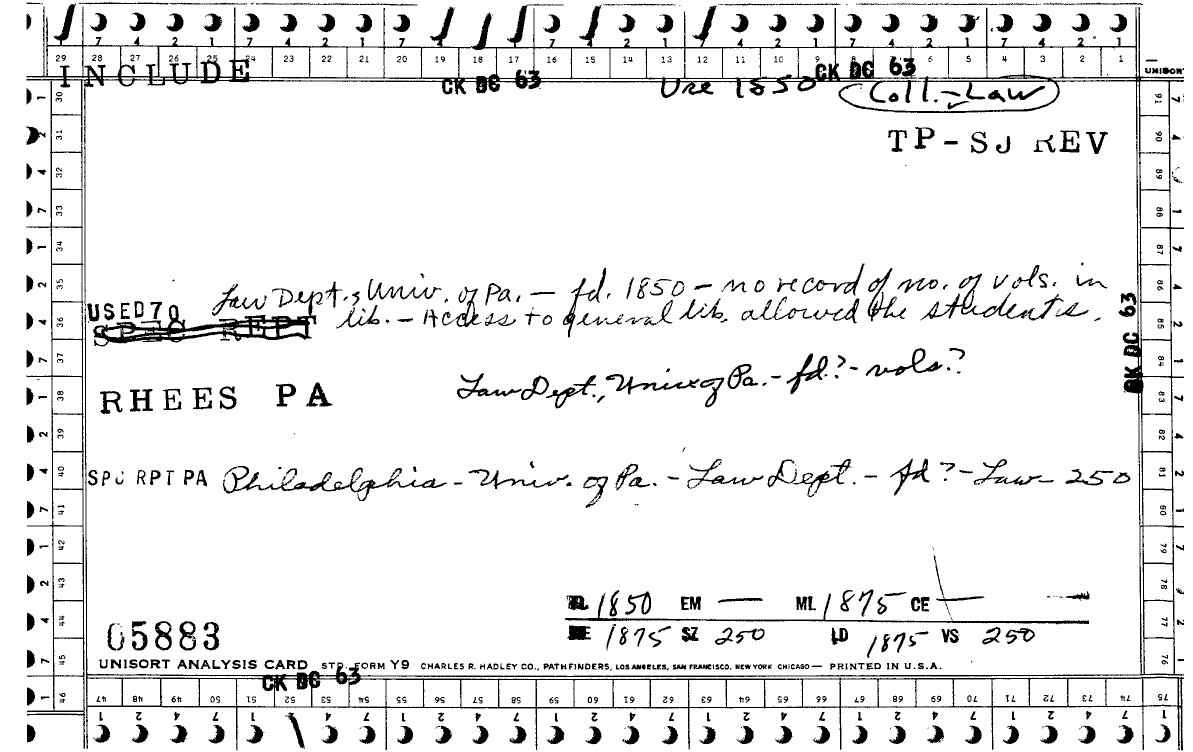 7 4 2 1 7 4 2 1 7 4 2 1 7 4 2 1 7 4 2 1 7 4 2 1 7 4 2 1
29 28 27 26 25 24 23 22 21 20 19 18 17 16 15 14 13 12 11 10 9 8 7 6 5 4 3 2 1
INCLUDE
CK DC 63
Use 1850
CK DC 63
UNISORT
Coll.-Law
TP-SJ REV
Law Dept., Univ. of Pa. — fd. 1850 — no record of no. of vols. in
USED 70
lib. — Access to general lib. allowed the students.
SPEC REPT
CK DC 63
Law Dept., Univ. of Pa. - fd.? - vols.?
RHEES PA
SPC RPT PA Philadelphia - Univ. of Pa. - Law Dept. - fd? - Law - 250
1850 EM — ML 1875 CE —
1875 SZ 250 LD 1875 VS 250
05883
UNISORT ANALYSIS CARD STD. FORM Y9 CHARLES R. HADLEY CO., PATHFINDERS, LOS ANGELES, SAN FRANCISCO, NEW YORK CHICAGO — PRINTED IN U.S.A.
CK DC 63
30 31 32 33 34 35 36 37 38 39 40 41 42 43 44 45 46
91 90 89 88 87 86 85 84 83 82 81 80 79 78 77 76
47 48 49 50 51 52 53 54 55 56 57 58 59 60 61 62 63 64 65 66 67 68 69 70 71 72 73 74 75